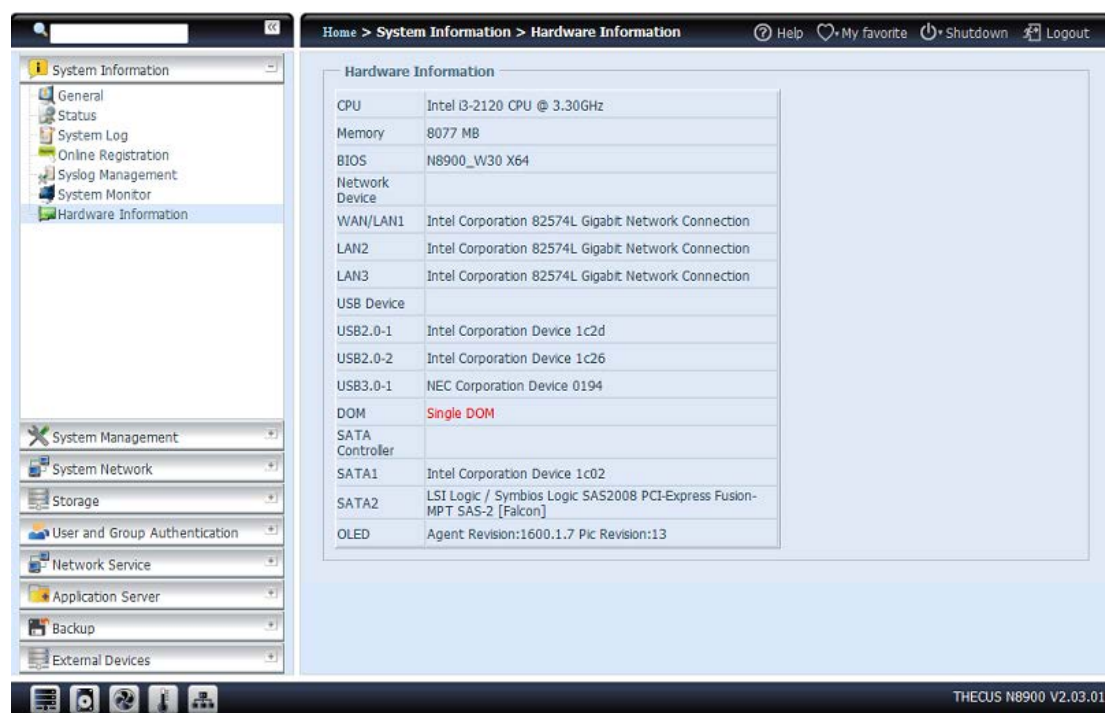 Home > System Information > Hardware Information
Help My favorite Shutdown Logout
System Information
General
Status
System Log
Online Registration
Syslog Management
System Monitor
Hardware Information
System Management
System Network
Storage
User and Group Authentication
Network Service
Application Server
Backup
External Devices
Hardware Information
CPU Intel i3-2120 CPU @ 3.30GHz
Memory 8077 MB
BIOS N8900_W30 X64
Network
Device
WAN/LAN1 Intel Corporation 82574L Gigabit Network Connection
LAN2 Intel Corporation 82574L Gigabit Network Connection
LAN3 Intel Corporation 82574L Gigabit Network Connection
USB Device
USB2.0-1 Intel Corporation Device 1c2d
USB2.0-2 Intel Corporation Device 1c26
USB3.0-1 NEC Corporation Device 0194
DOM Single DOM
SATA
Controller
SATA1 Intel Corporation Device 1c02
SATA2 LSI Logic / Symbios Logic SAS2008 PCI-Express Fusion-
MPT SAS-2 [Falcon]
OLED Agent Revision:1600.1.7 Pic Revision:13
THECUS N8900 V2.03.01